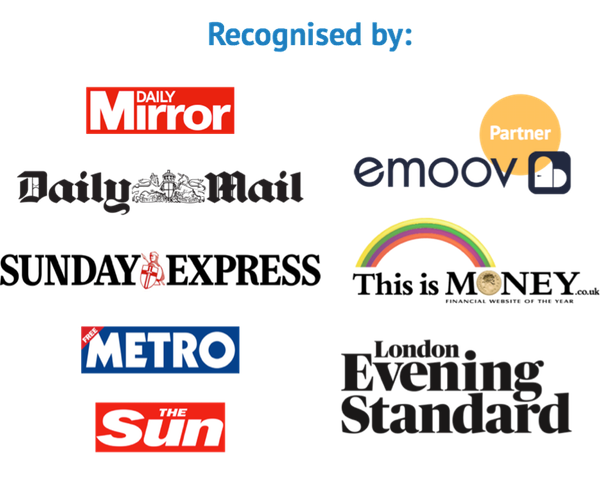 Recognised by:
DAILY
Mirror
Daily Mail
SUNDAY EXPRESS
FREE
METRO
THE
Sun
Partner
emoov
This is MONEY.co.uk
FINANCIAL WEBSITE OF THE YEAR
London
Evening
Standard